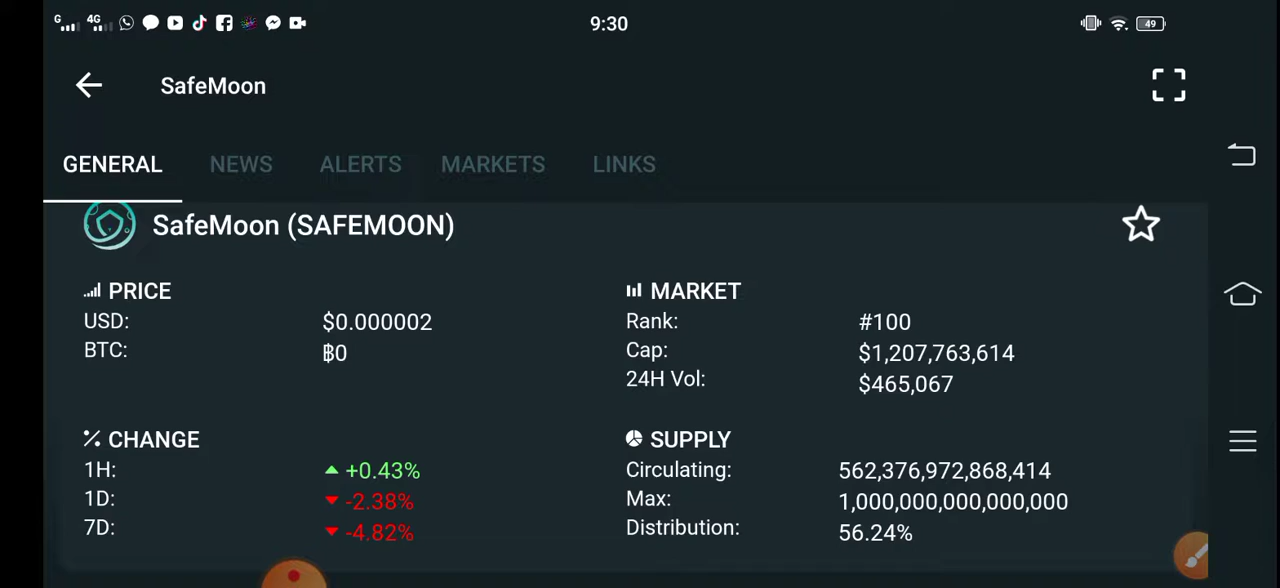 G 4G 9:30 49
SafeMoon
GENERAL NEWS ALERTS MARKETS LINKS
SafeMoon (SAFEMOON)
PRICE
USD: $0.000002
BTC: ฿0
MARKET
Rank: #100
Cap: $1,207,763,614
24H Vol: $465,067
CHANGE
1H: +0.43%
1D: -2.38%
7D: -4.82%
SUPPLY
Circulating: 562,376,972,868,414
Max: 1,000,000,000,000,000
Distribution: 56.24%